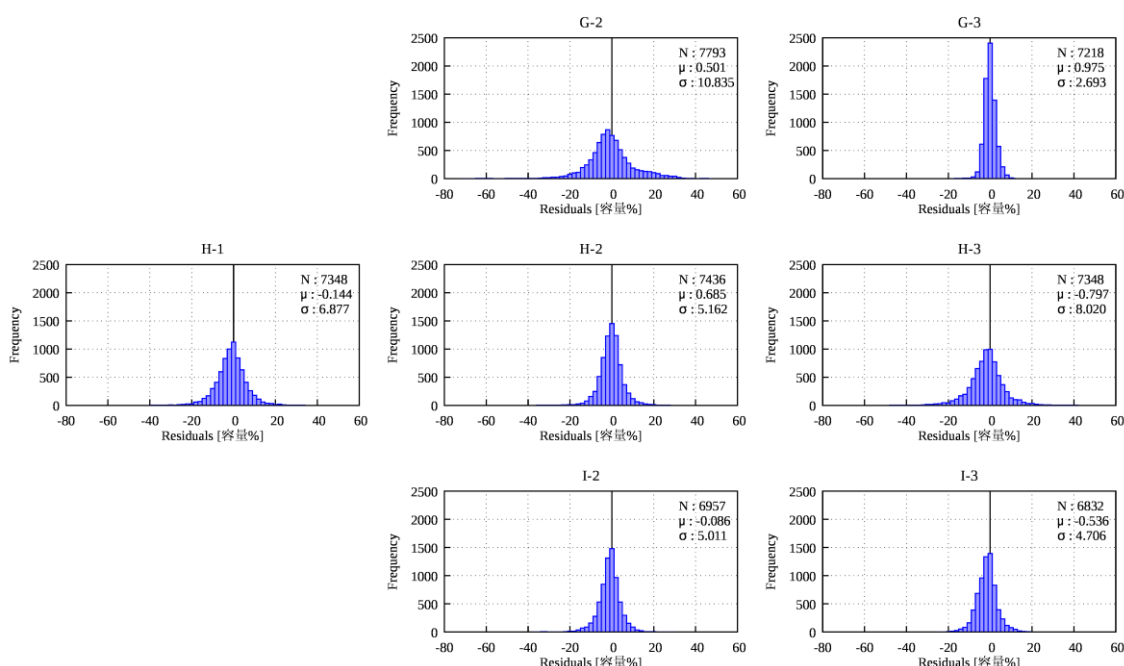 G-2
N : 7793
μ : 0.501
σ : 10.835
2500
2000
1500
1000
500
0
Frequency
-80 -60 -40 -20 0 20 40 60
Residuals [容量%]
G-3
N : 7218
μ : 0.975
σ : 2.693
2500
2000
1500
1000
500
0
Frequency
-80 -60 -40 -20 0 20 40 60
Residuals [容量%]
H-1
N : 7348
μ : -0.144
σ : 6.877
2500
2000
1500
1000
500
0
Frequency
-80 -60 -40 -20 0 20 40 60
Residuals [容量%]
H-2
N : 7436
μ : 0.685
σ : 5.162
2500
2000
1500
1000
500
0
Frequency
-80 -60 -40 -20 0 20 40 60
Residuals [容量%]
H-3
N : 7348
μ : -0.797
σ : 8.020
2500
2000
1500
1000
500
0
Frequency
-80 -60 -40 -20 0 20 40 60
Residuals [容量%]
I-2
N : 6957
μ : -0.086
σ : 5.011
2500
2000
1500
1000
500
0
Frequency
-80 -60 -40 -20 0 20 40 60
Residuals [容量%]
I-3
N : 6832
μ : -0.536
σ : 4.706
2500
2000
1500
1000
500
0
Frequency
-80 -60 -40 -20 0 20 40 60
Residuals [容量%]